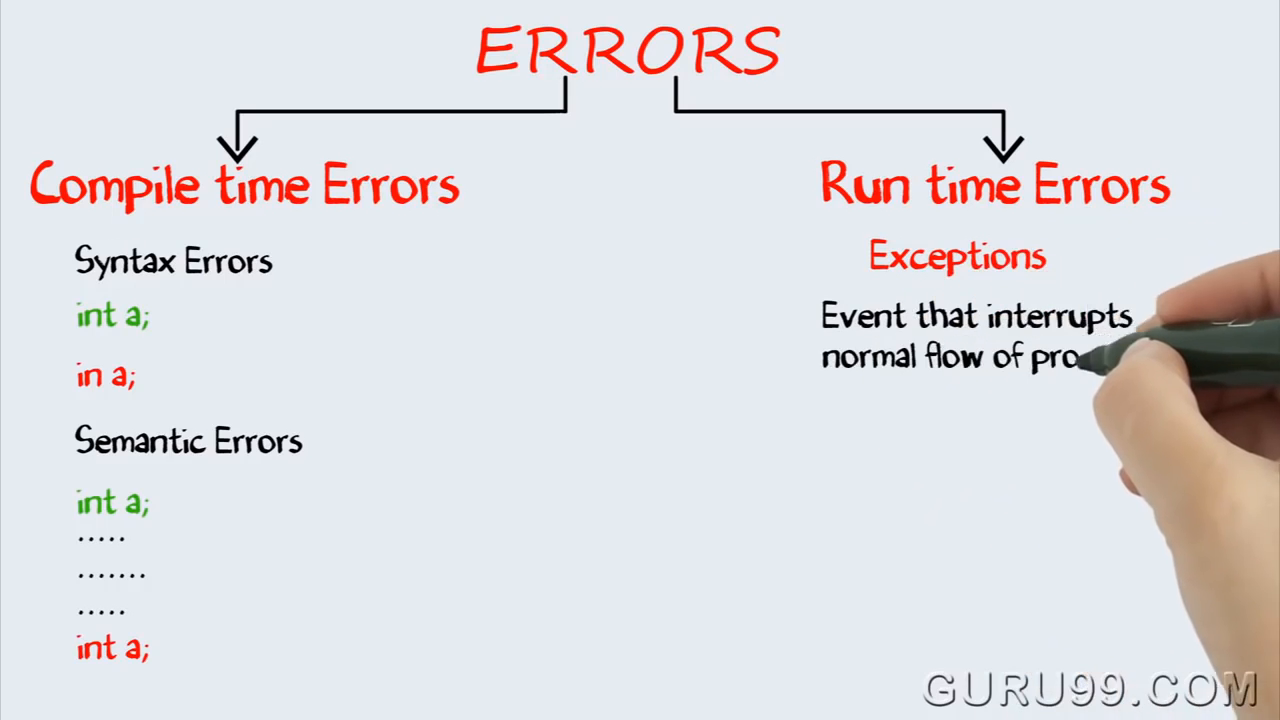 ERRORS
Compile time Errors
Syntax Errors
int a;
in a;
Semantic Errors
int a;
.....
.......
.....
int a;
Run time Errors
Exceptions
Event that interrupts
normal flow of pro
GURU99.COM